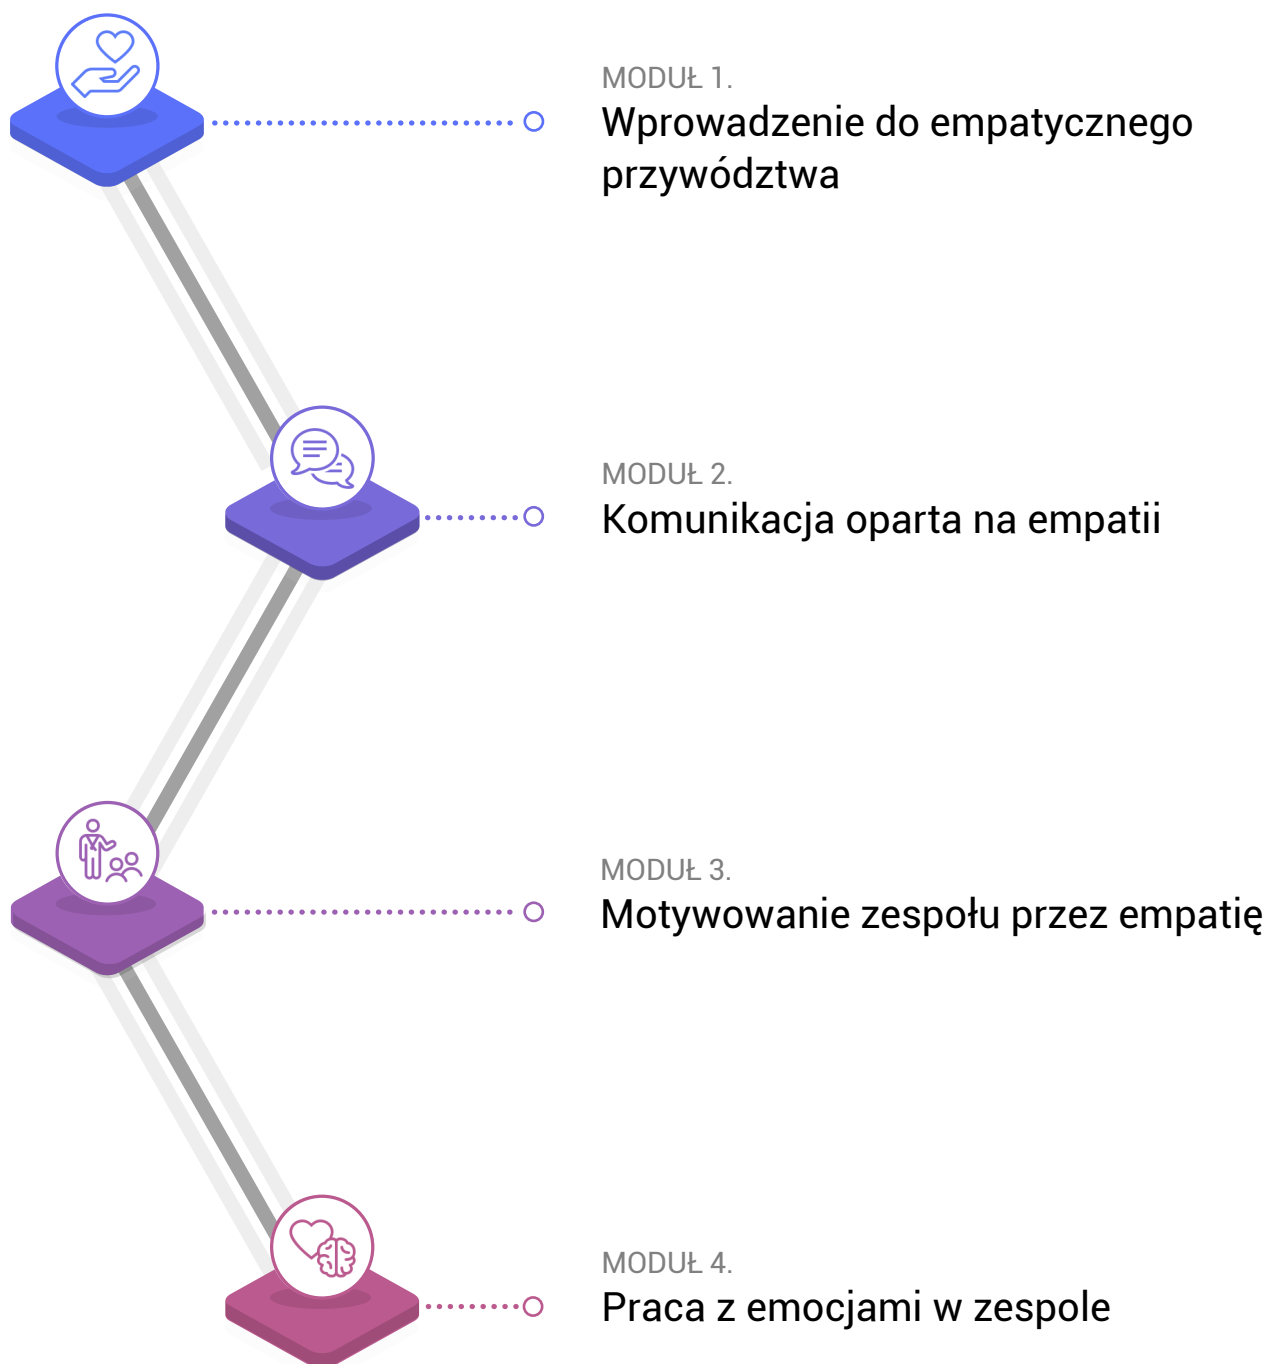 MODUŁ 1.
Wprowadzenie do empatycznego
przywództwa
MODUŁ 2.
Komunikacja oparta na empatii
MODUŁ 3.
Motywowanie zespołu przez empatię
MODUŁ 4.
Praca z emocjami w zespole